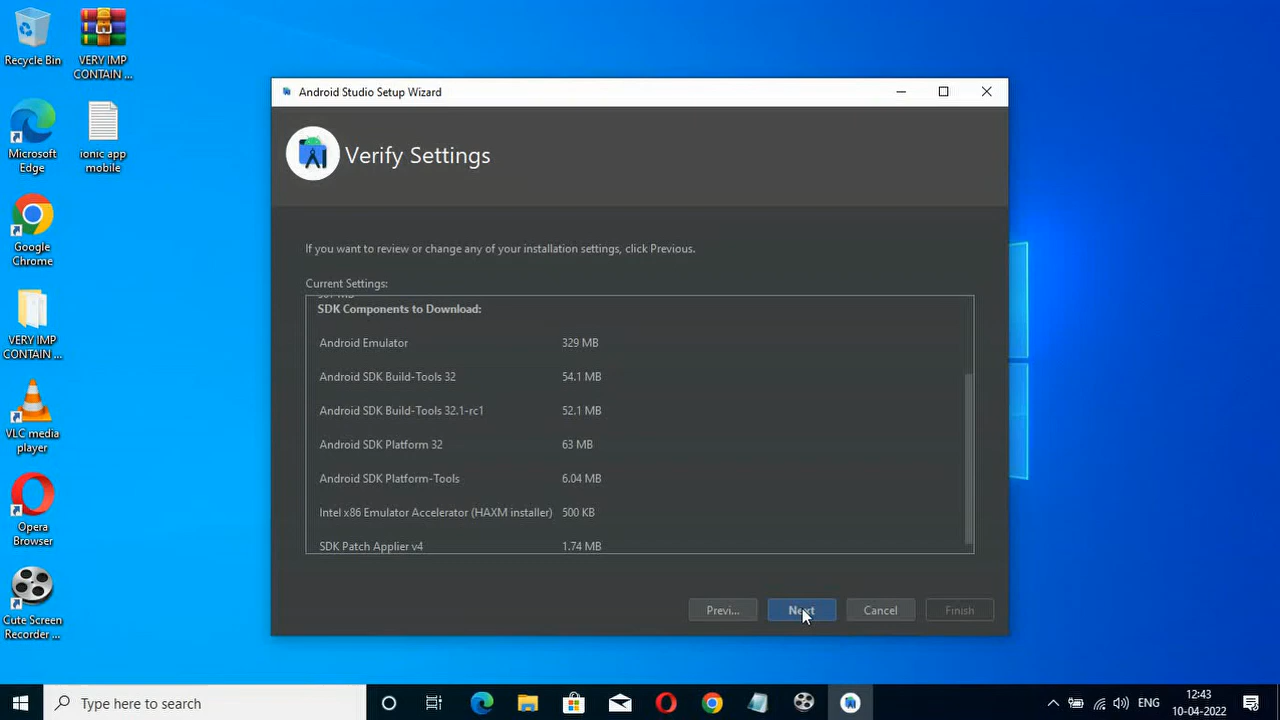 Recycle Bin
VERY IMP
CONTAIN ...
Microsoft
Edge
ionic app
mobile
Google
Chrome
VERY IMP
CONTAIN ...
VLC media
player
Opera
Browser
Cute Screen
Recorder ...
Android Studio Setup Wizard
Verify Settings
If you want to review or change any of your installation settings, click Previous.
Current Settings:
SDK Components to Download:
Android Emulator 329 MB
Android SDK Build-Tools 32 54.1 MB
Android SDK Build-Tools 32.1-rc1 52.1 MB
Android SDK Platform 32 63 MB
Android SDK Platform-Tools 6.04 MB
Intel x86 Emulator Accelerator (HAXM installer) 500 KB
SDK Patch Applier v4 1.74 MB
Previ... Next Cancel Finish
Type here to search
ENG
12:43
10-04-2022